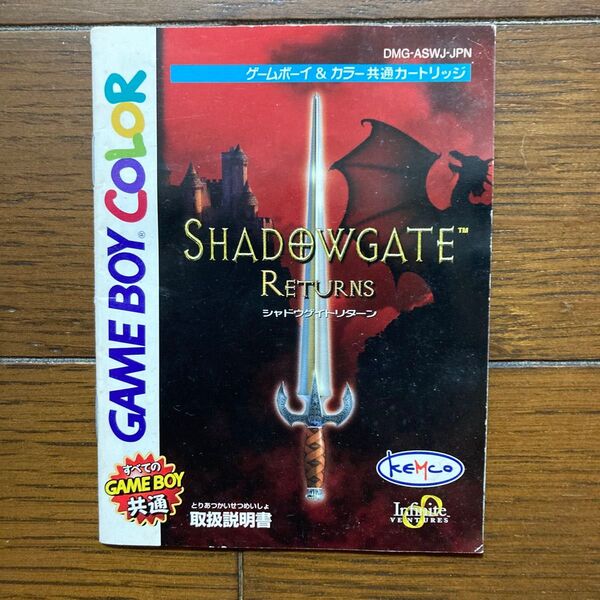 DMG-ASWJ-JPN
ゲームボーイ & カラー共通カートリッジ
GAME BOY® COLOR
SHADOWGATE™
RETURNS
シャドウゲイトリターン
すべての
GAME BOY
共通
とりあつかいせつめいしょ
取扱説明書
KEMCO
Infinite
VENTURES